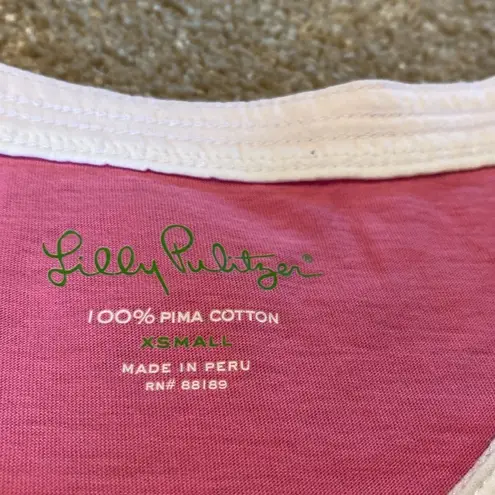 Lilly Pulitzer®
100% PIMA COTTON
XSMALL
MADE IN PERU
RN# 88189